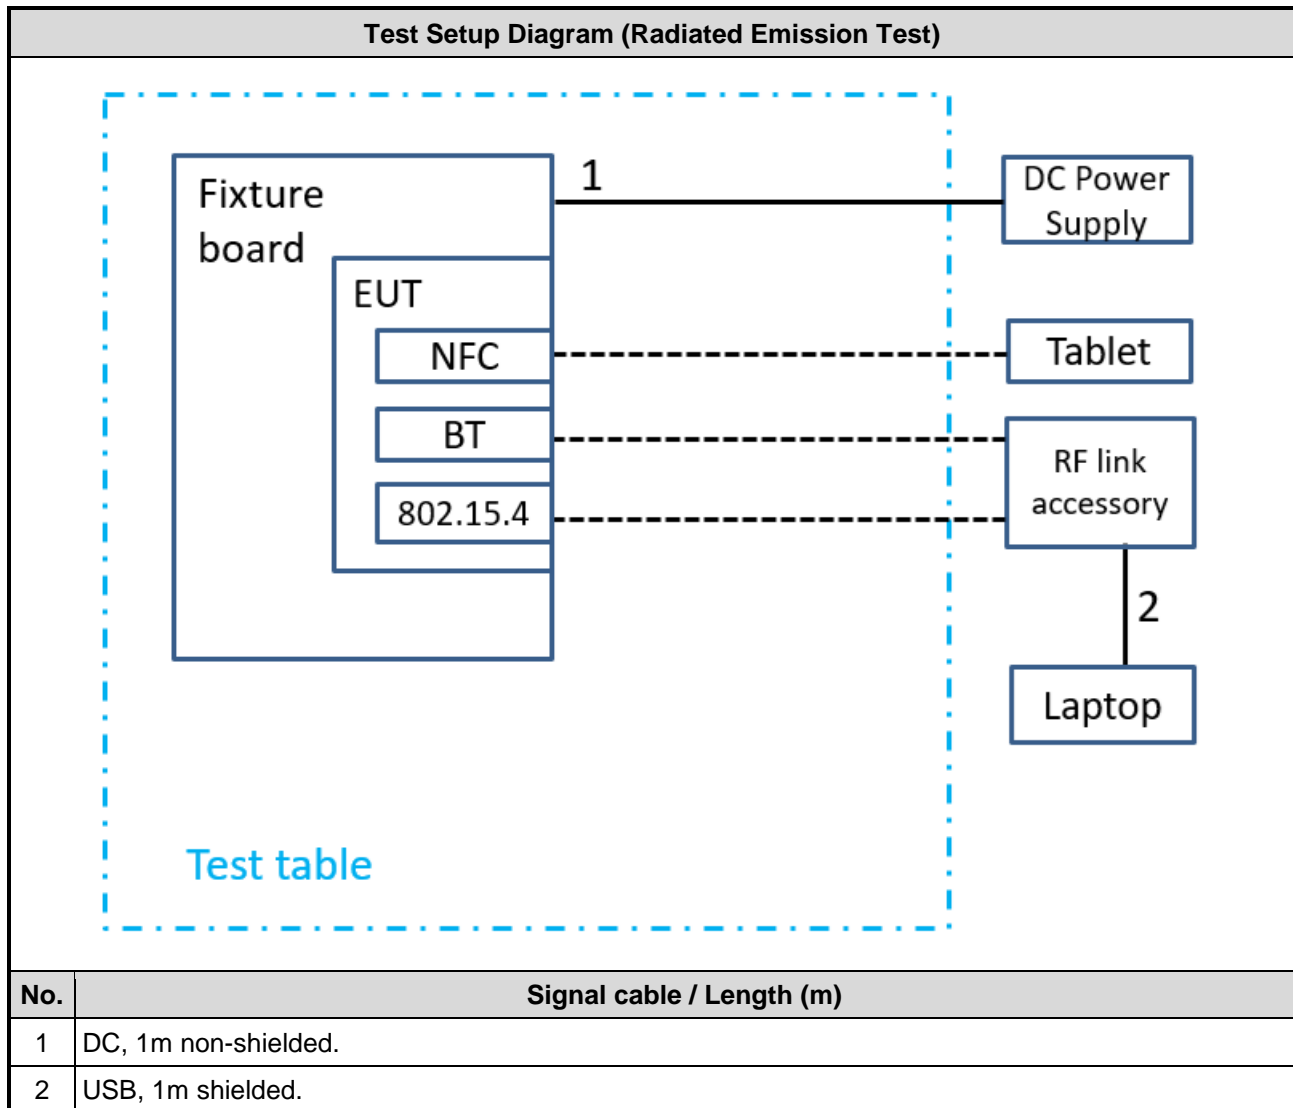 Test Setup Diagram (Radiated Emission Test)
Fixture
board
1
DC Power
Supply
EUT
NFC
Tablet
BT
RF link
accessory
802.15.4
2
Laptop
Test table
No. Signal cable / Length (m)
1 DC, 1m non-shielded.
2 USB, 1m shielded.